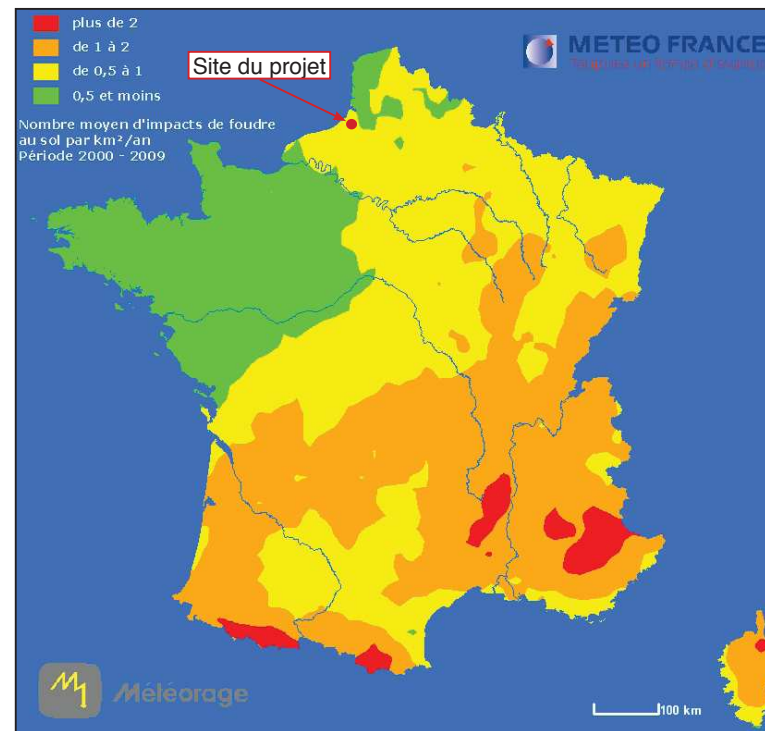 plus de 2
de 1 à 2
de 0,5 à 1
0,5 et moins
Nombre moyen d'impacts de foudre
au sol par km²/an
Période 2000 - 2009
Site du projet
METEO FRANCE
Météorage
100 km